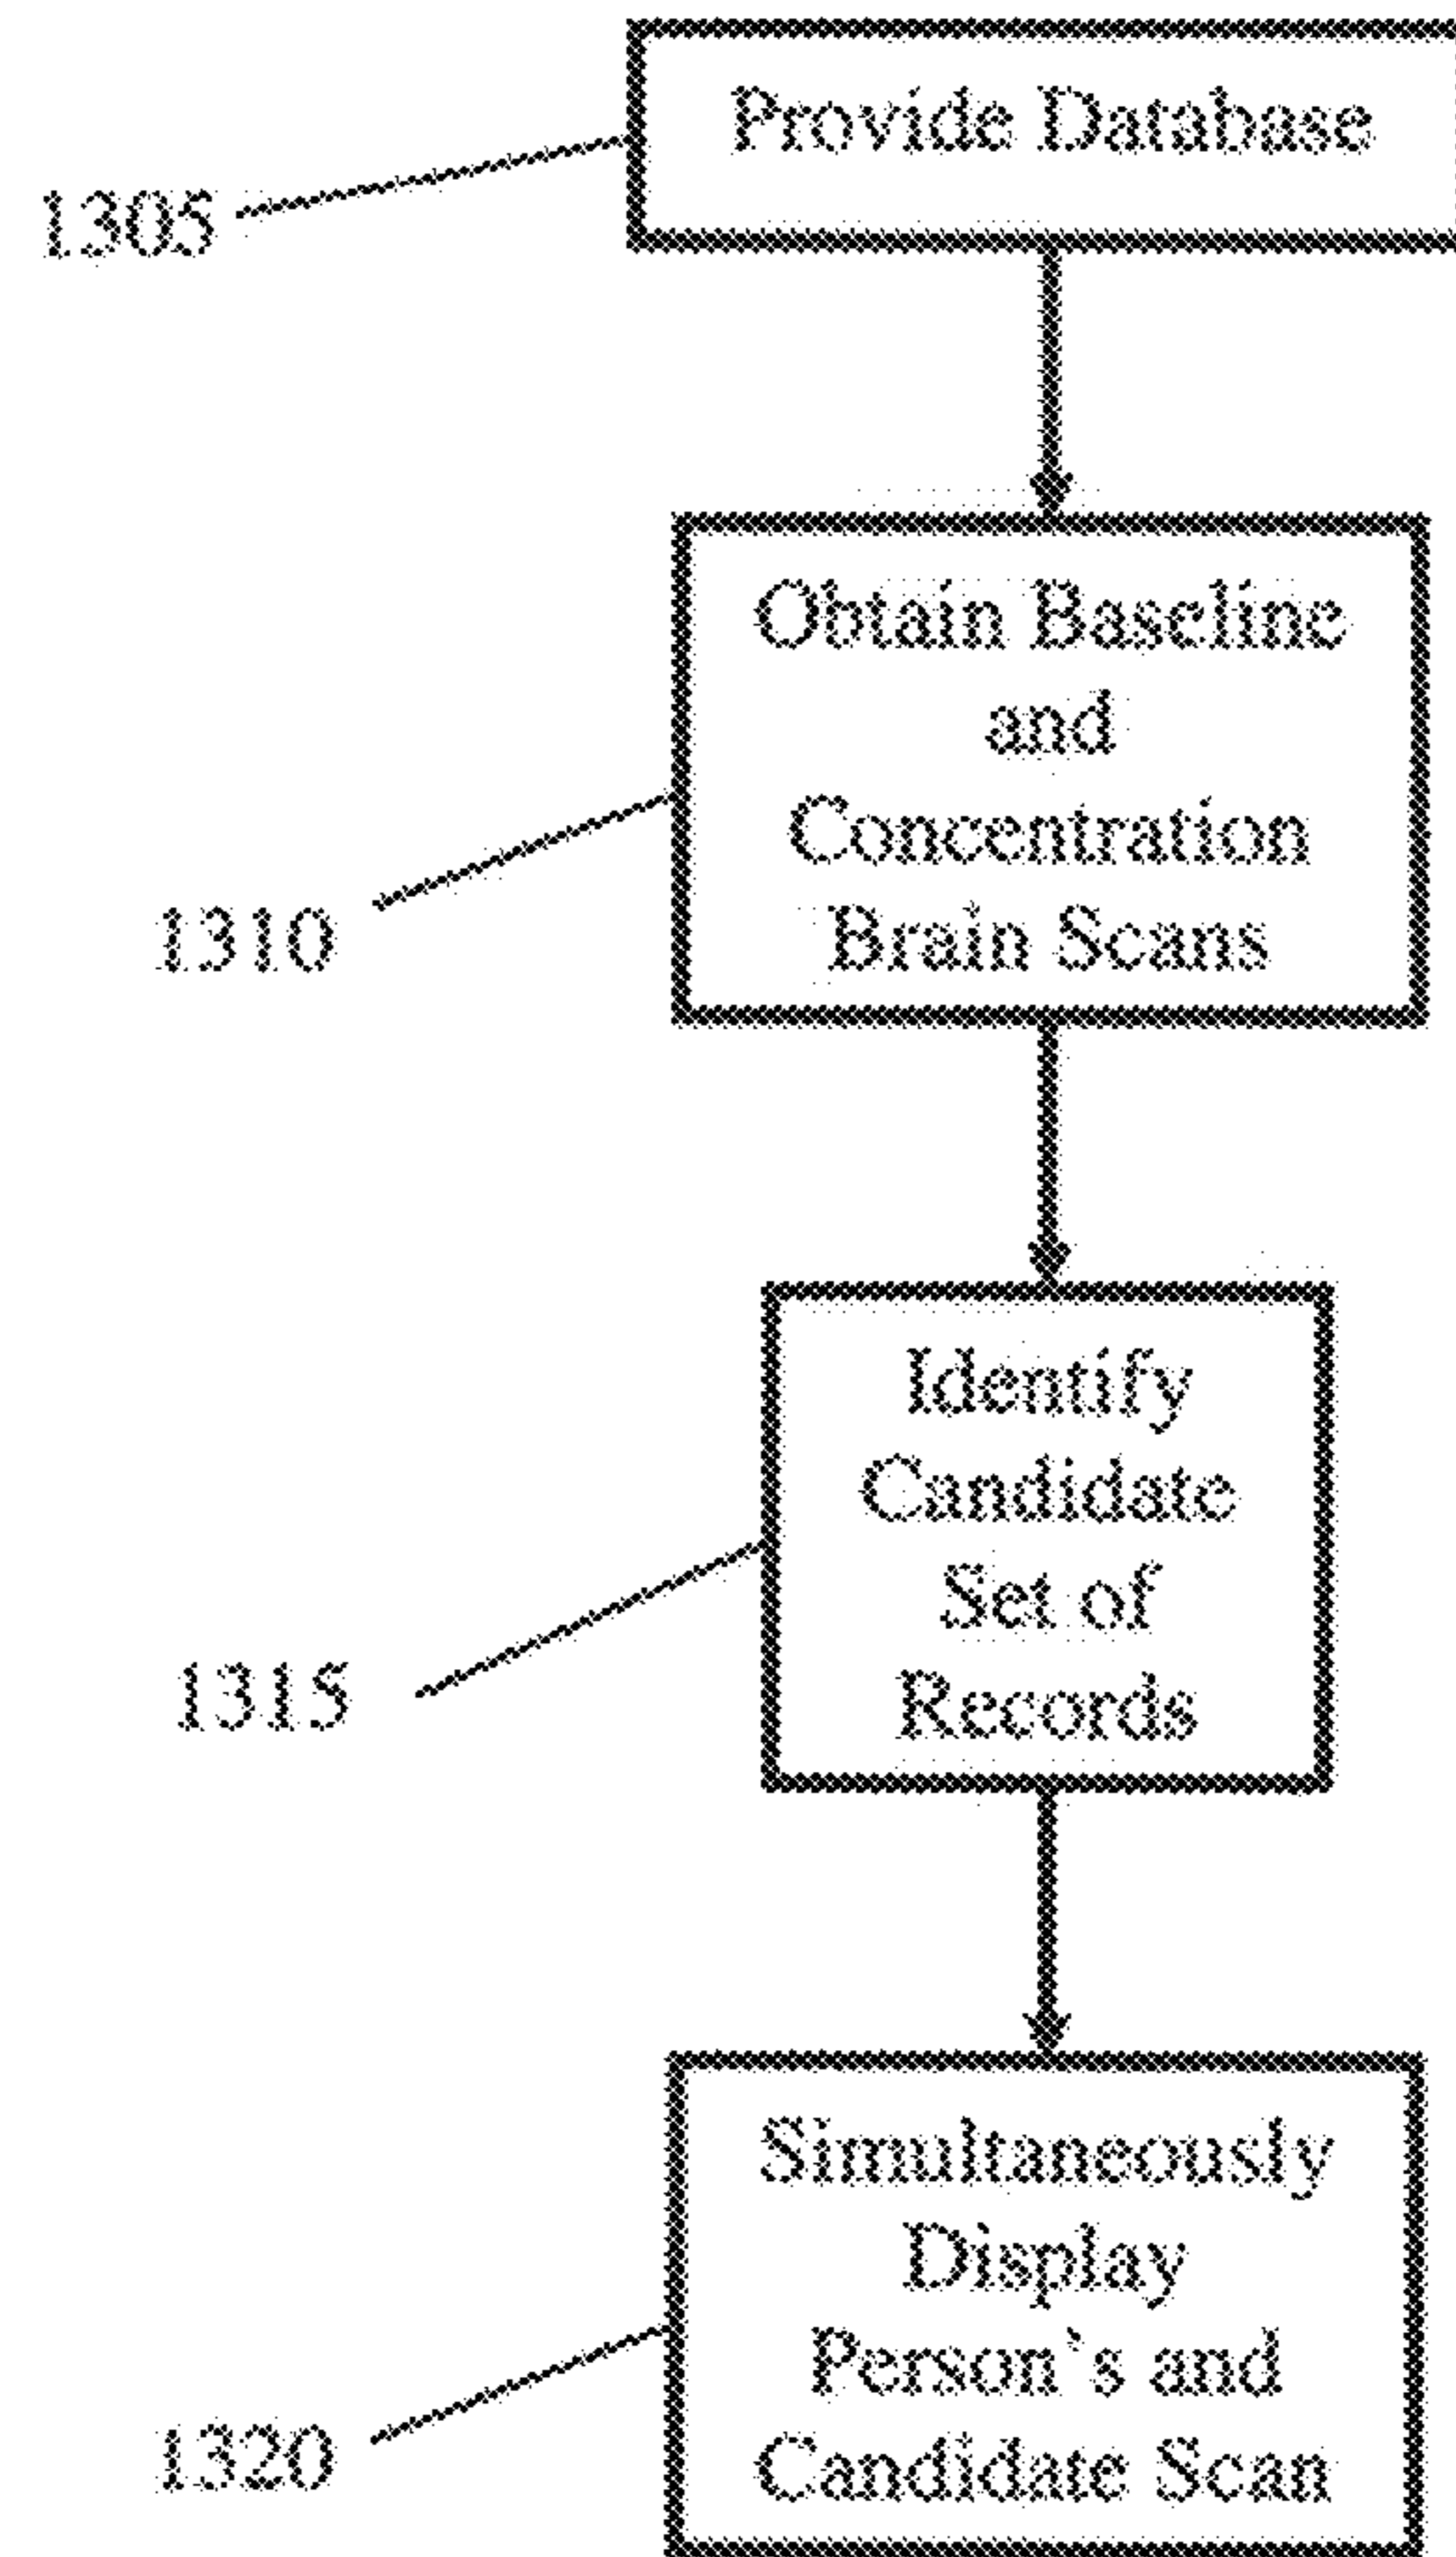 Provide Database
1305
Obtain Baseline
and
Concentration
Brain Scans
1310
Identify
Candidate
Set of
Records
1315
Simultaneously
Display
Person`s and
Candidate Scan
1320